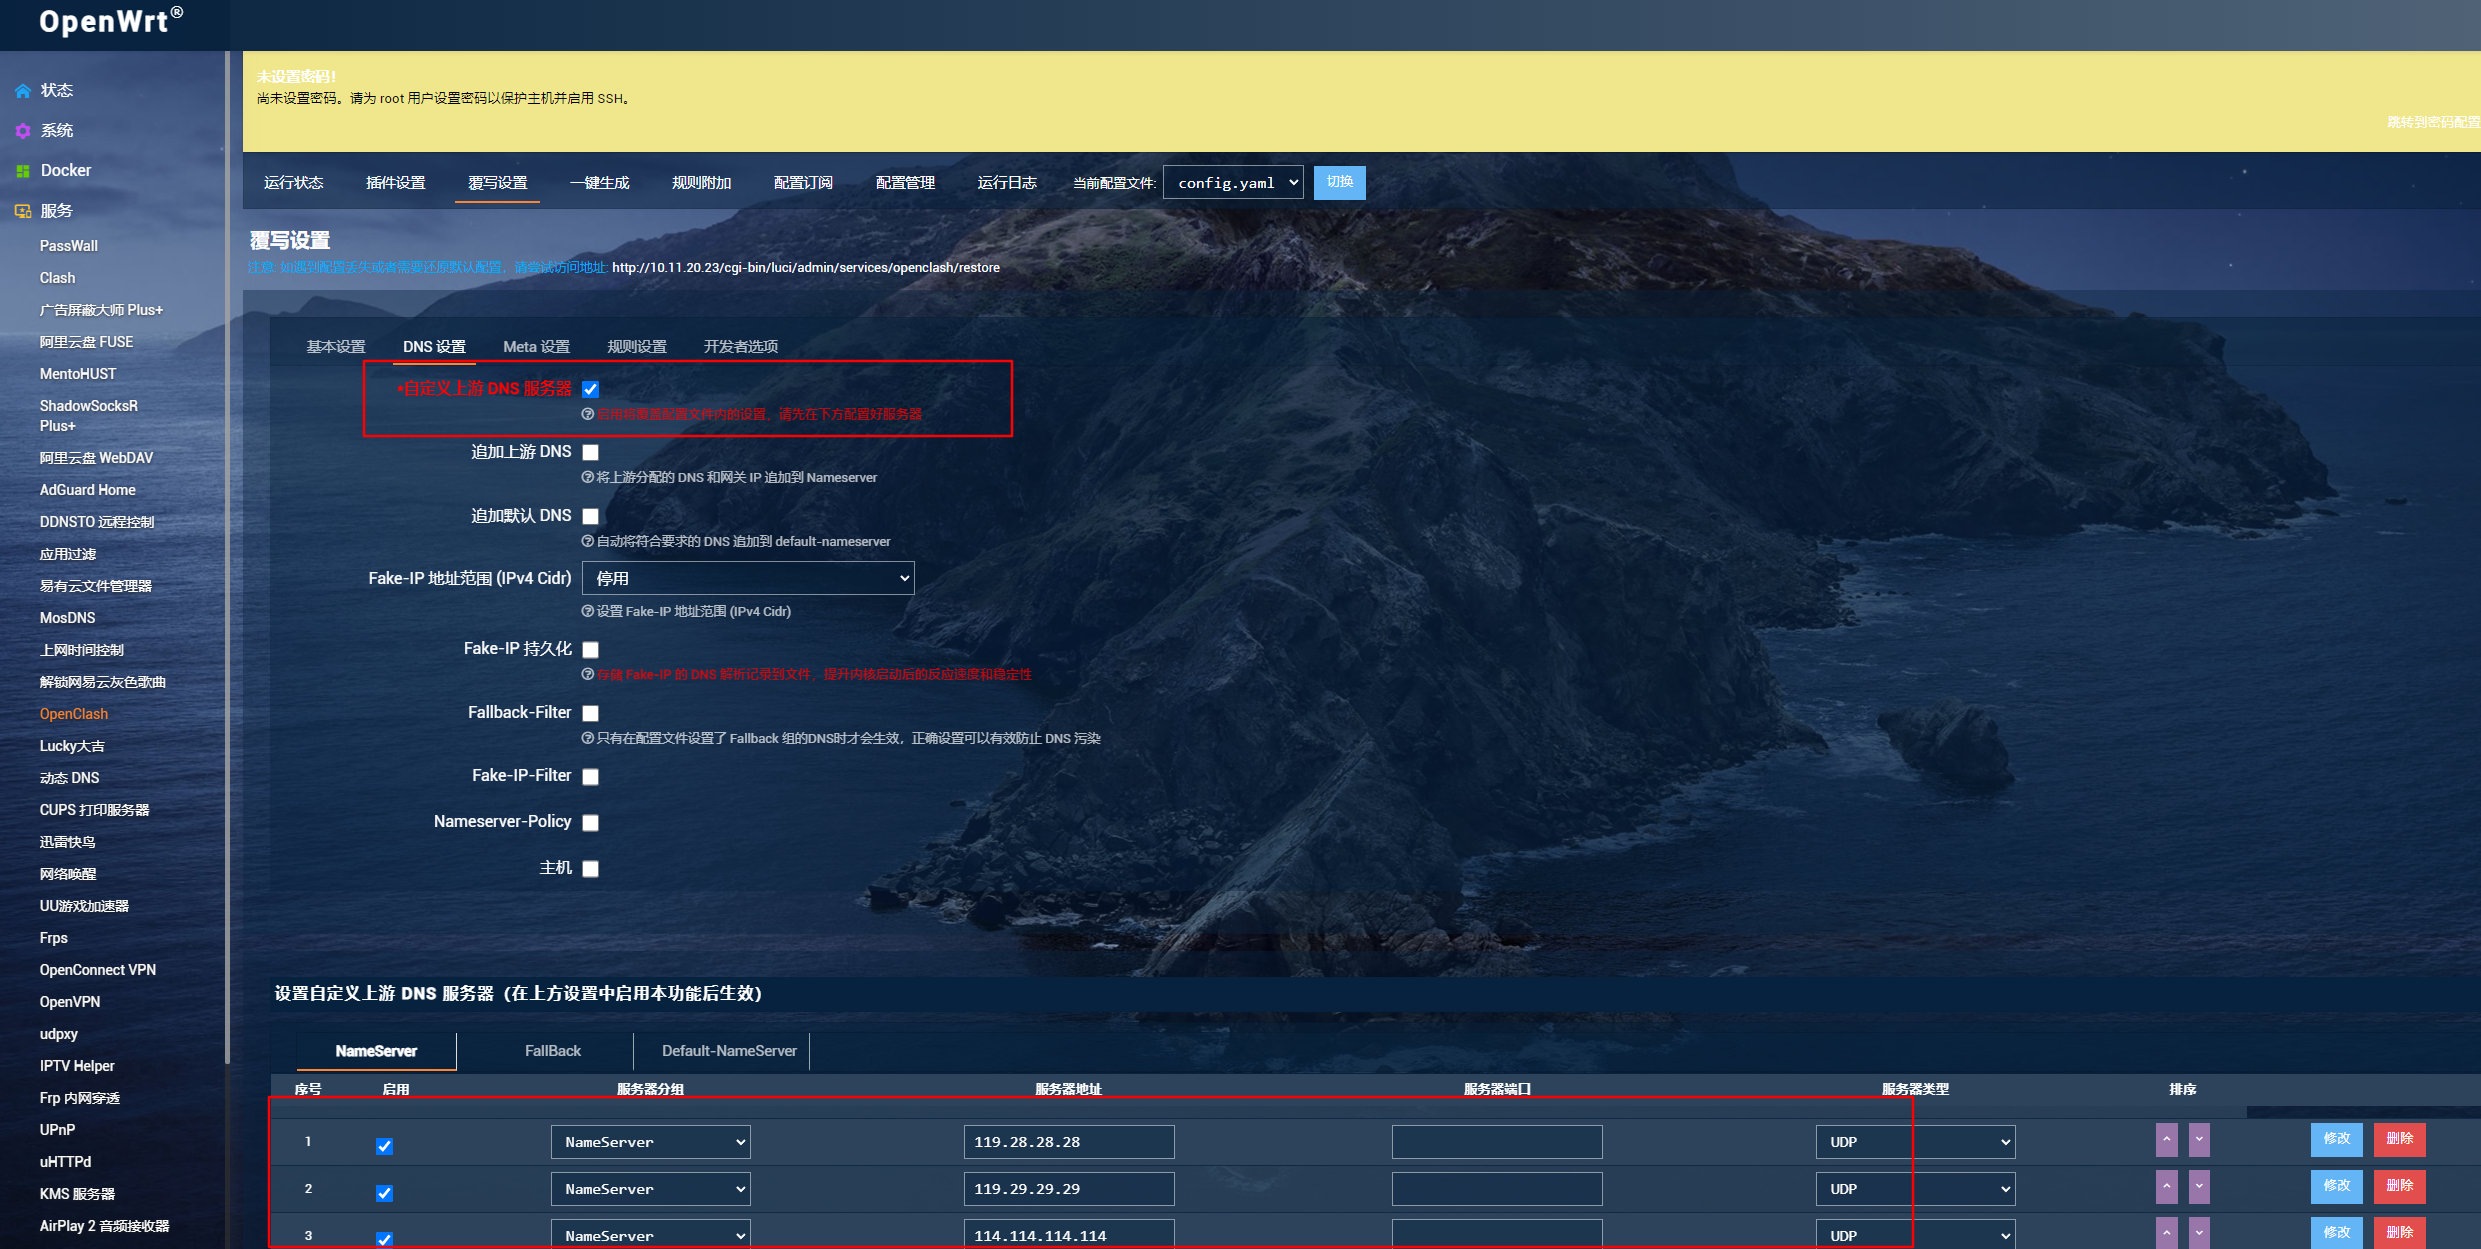 OpenWrt®
未设置密码!
尚未设置密码。请为 root 用户设置密码以保护主机并启用 SSH。
跳转到密码配置
状态
系统
Docker
服务
PassWall
Clash
广告屏蔽大师 Plus+
阿里云盘 FUSE
MentoHUST
ShadowSocksR
Plus+
阿里云盘 WebDAV
AdGuard Home
DDNSTO 远程控制
应用过滤
易有云文件管理器
MosDNS
上网时间控制
解锁网易云灰色歌曲
OpenClash
Lucky大吉
动态 DNS
CUPS 打印服务器
迅雷快鸟
网络唤醒
UU游戏加速器
Frps
OpenConnect VPN
OpenVPN
udpxy
IPTV Helper
Frp 内网穿透
UPnP
uHTTPd
KMS 服务器
AirPlay 2 音频接收器
运行状态 插件设置 覆写设置 一键生成 规则附加 配置订阅 配置管理 运行日志 当前配置文件: config.yaml 切换
覆写设置
注意: 如遇到配置丢失或者需要还原默认配置，请尝试访问地址: http://10.11.20.23/cgi-bin/luci/admin/services/openclash/restore
基本设置 DNS 设置 Meta 设置 规则设置 开发者选项
*自定义上游 DNS 服务器
启用将覆盖配置文件内的设置，请先在下方配置好服务器
追加上游 DNS
将上游分配的 DNS 和网关 IP 追加到 Nameserver
追加默认 DNS
自动将符合要求的 DNS 追加到 default-nameserver
Fake-IP 地址范围 (IPv4 Cidr) 停用
设置 Fake-IP 地址范围 (IPv4 Cidr)
Fake-IP 持久化
存储 Fake-IP 的 DNS 解析记录到文件，提升内核启动后的反应速度和稳定性
Fallback-Filter
只有在配置文件设置了 Fallback 组的DNS时才会生效，正确设置可以有效防止 DNS 污染
Fake-IP-Filter
Nameserver-Policy
主机
设置自定义上游 DNS 服务器（在上方设置中启用本功能后生效）
NameServer FallBack Default-NameServer
序号 启用 服务器分组 服务器地址 服务器端口 服务器类型 排序
1 NameServer 119.28.28.28 UDP 修改 删除
2 NameServer 119.29.29.29 UDP 修改 删除
3 NameServer 114.114.114.114 UDP 修改 删除